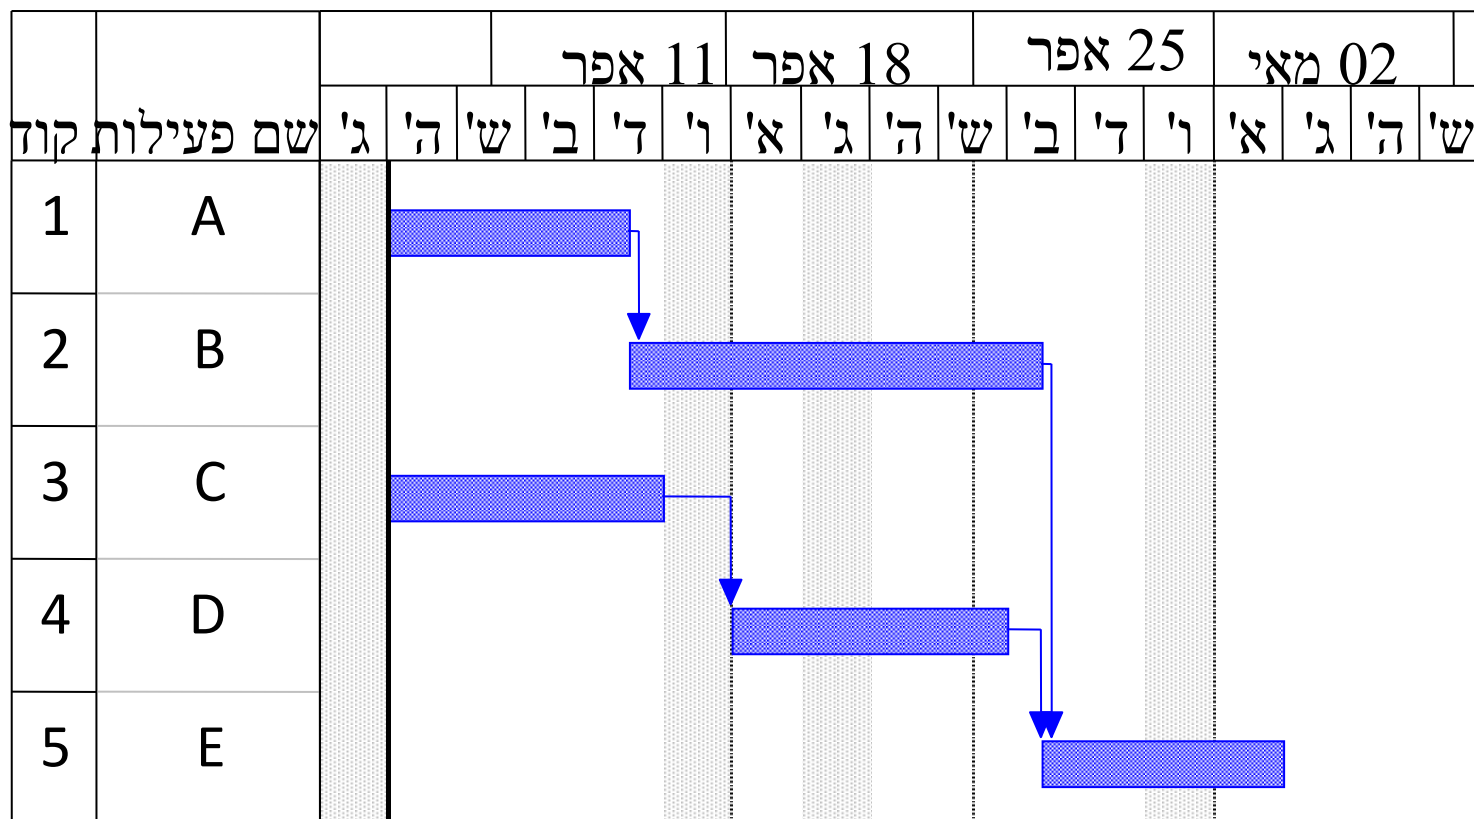 11 אפר 18 אפר 25 אפר 02 מאי
קוד שם פעילות ג' ה' ש' ב' ד' ו' א' ג' ה' ש' ב' ד' ו' א' ג' ה' ש'
1 A
2 B
3 C
4 D
5 E